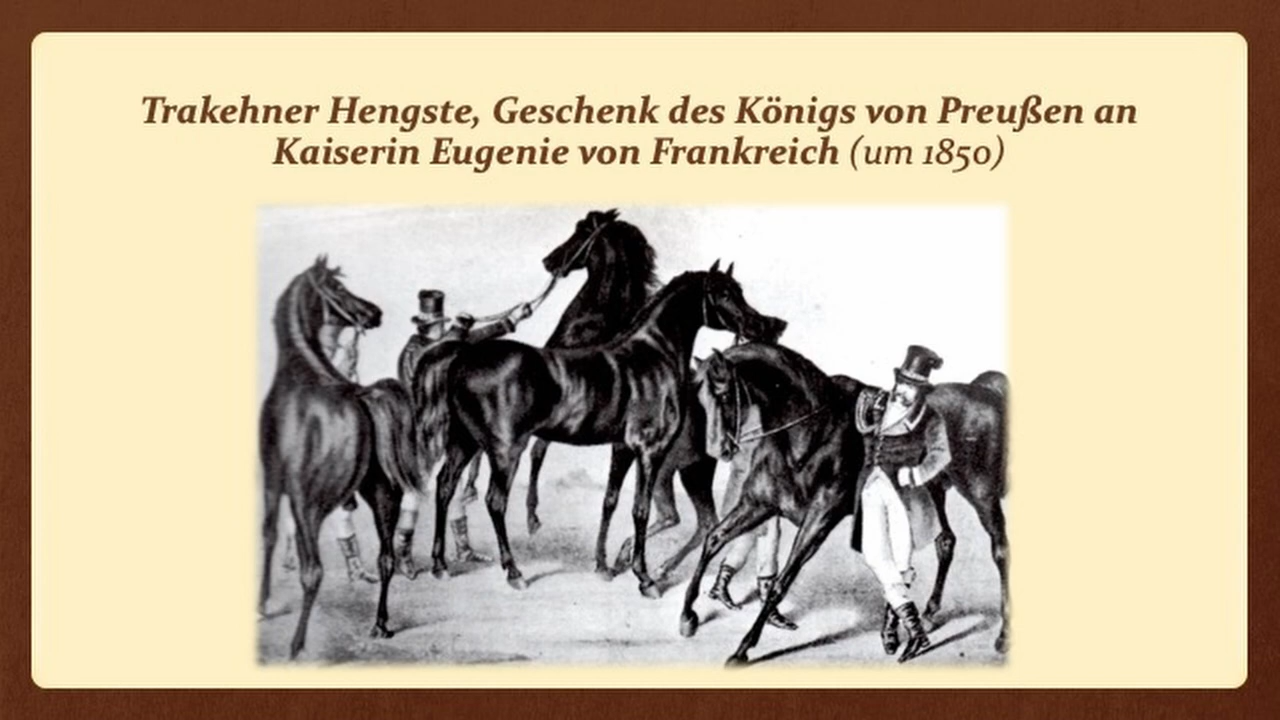 Trakehner Hengste, Geschenk des Königs von Preußen an
Kaiserin Eugenie von Frankreich (um 1850)